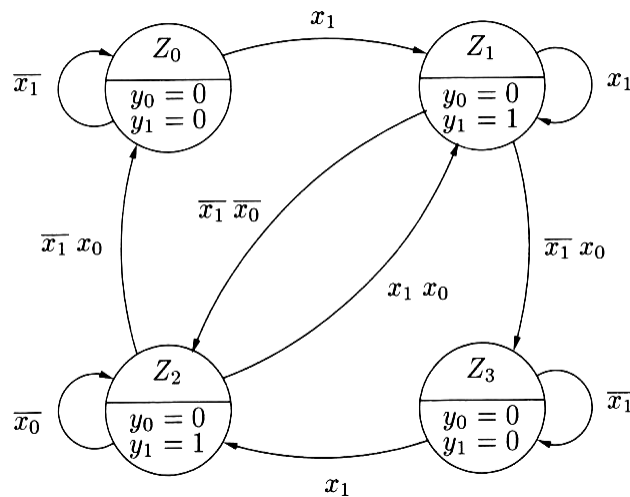 x₁
Z₀
Z₁
x̅₁̅
y₀ = 0
y₁ = 0
y₀ = 0
y₁ = 1
x₁
x̅₁̅ x̅₀̅
x̅₁̅ x₀
x̅₁̅ x₀
x₁ x₀
Z₂
Z₃
x̅₀̅
y₀ = 0
y₁ = 1
y₀ = 0
y₁ = 0
x̅₁̅
x₁